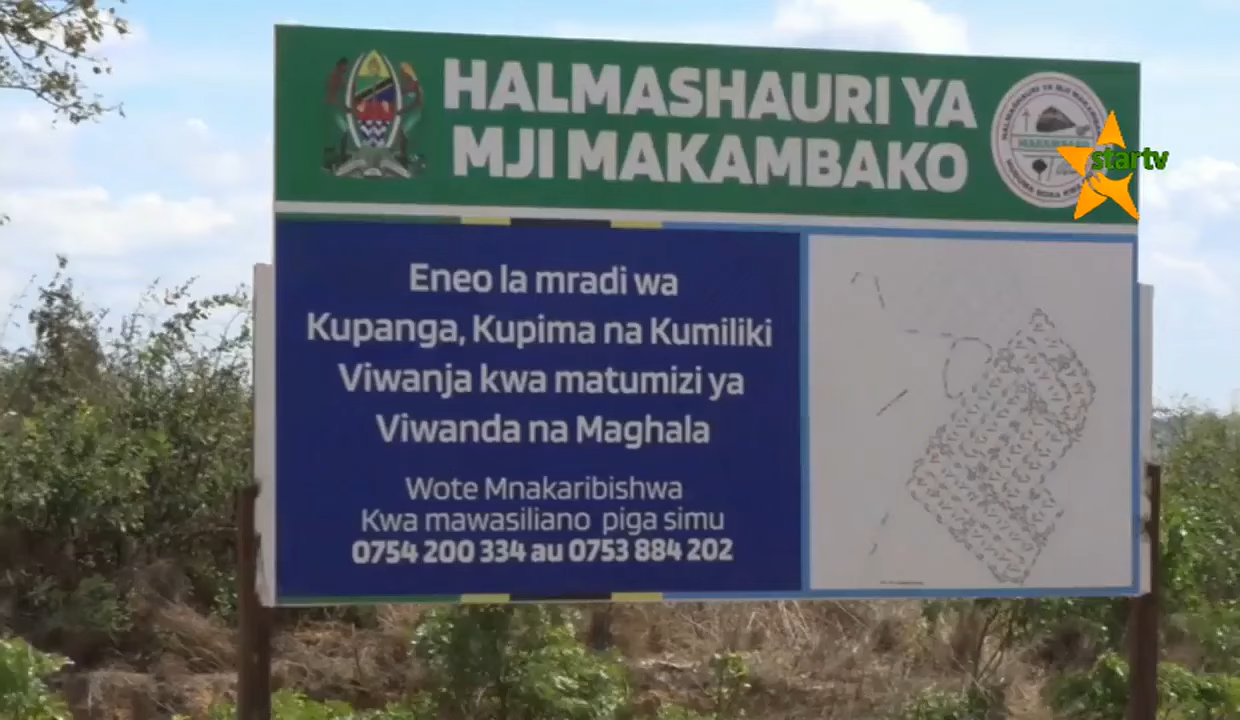 HALMASHAURI YA
MJI MAKAMBAKO
startv
Eneo la mradi wa
Kupanga, Kupima na Kumiliki
Viwanja kwa matumizi ya
Viwanda na Maghala
Wote Mnakaribishwa
Kwa mawasiliano piga simu
0754 200 334 au 0753 884 202